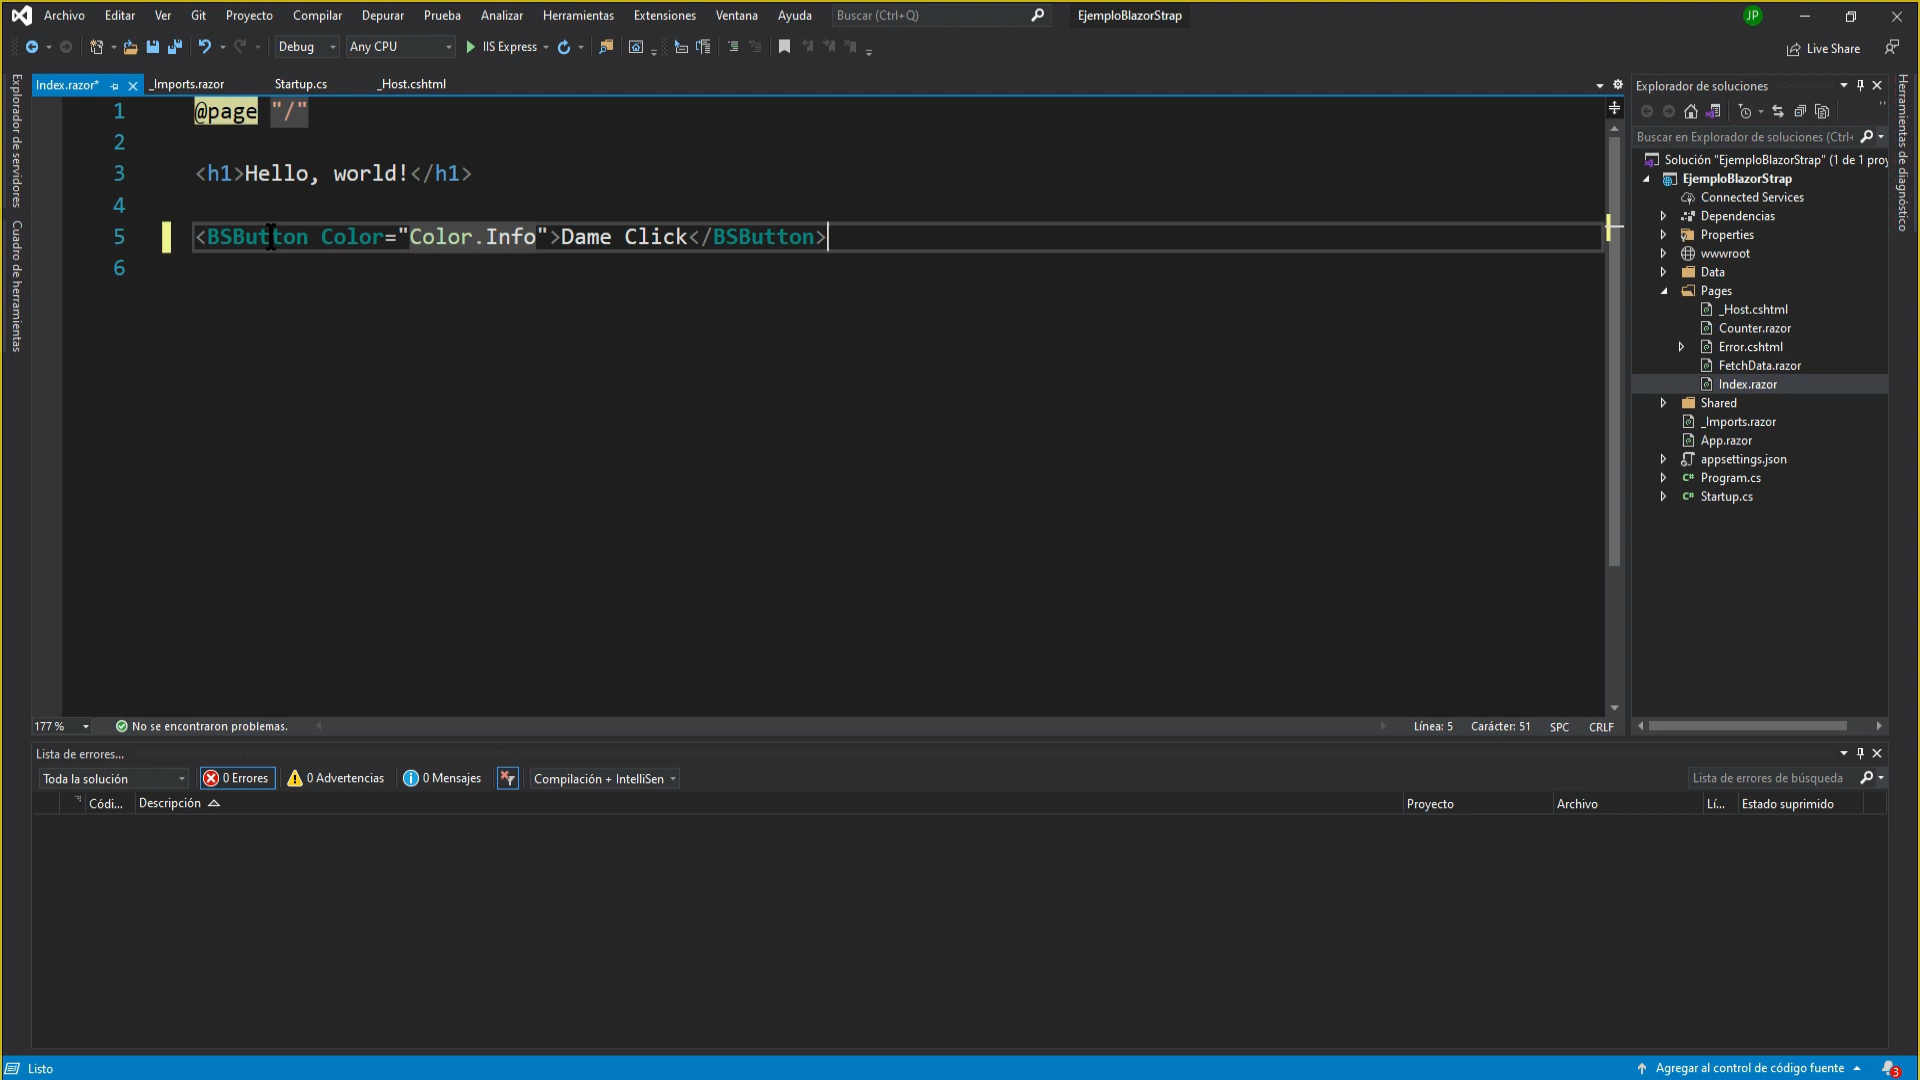 Archivo Editar Ver Git Proyecto Compilar Depurar Prueba Analizar Herramientas Extensiones Ventana Ayuda Buscar (Ctrl+Q) EjemploBlazorStrap JP
Debug Any CPU IIS Express Live Share
Explorador de servidores
Cuadro de herramientas
Index.razor* _Imports.razor Startup.cs _Host.cshtml
1 @page "/"
2
3 <h1>Hello, world!</h1>
4
5 <BSButton Color="Color.Info">Dame Click</BSButton>
6
177 % No se encontraron problemas. Línea: 5 Carácter: 51 SPC CRLF
Explorador de soluciones
Buscar en Explorador de soluciones (Ctrl+
Solución "EjemploBlazorStrap" (1 de 1 proy
EjemploBlazorStrap
Connected Services
Dependencias
Properties
wwwroot
Data
Pages
_Host.cshtml
Counter.razor
Error.cshtml
FetchData.razor
Index.razor
Shared
_Imports.razor
App.razor
appsettings.json
C# Program.cs
C# Startup.cs
Herramientas de diagnóstico
Lista de errores...
Toda la solución 0 Errores 0 Advertencias 0 Mensajes Compilación + IntelliSen Lista de errores de búsqueda
Códi... Descripción Proyecto Archivo Lí... Estado suprimido
Listo Agregar al control de código fuente 3